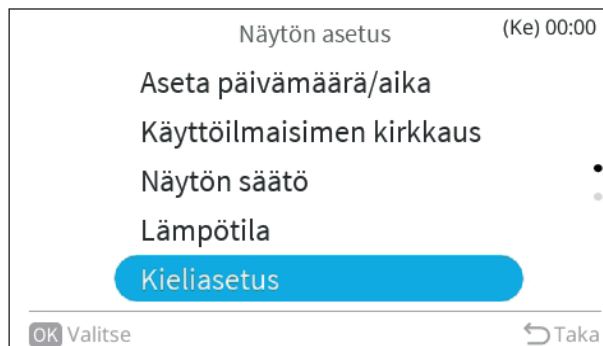 Näytön asetus
(Ke) 00:00
Aseta päivämäärä/aika
Käyttöilmaisimen kirkkaus
Näytön säätö
Lämpötila
Kieliasetus
OK Valitse
Taka